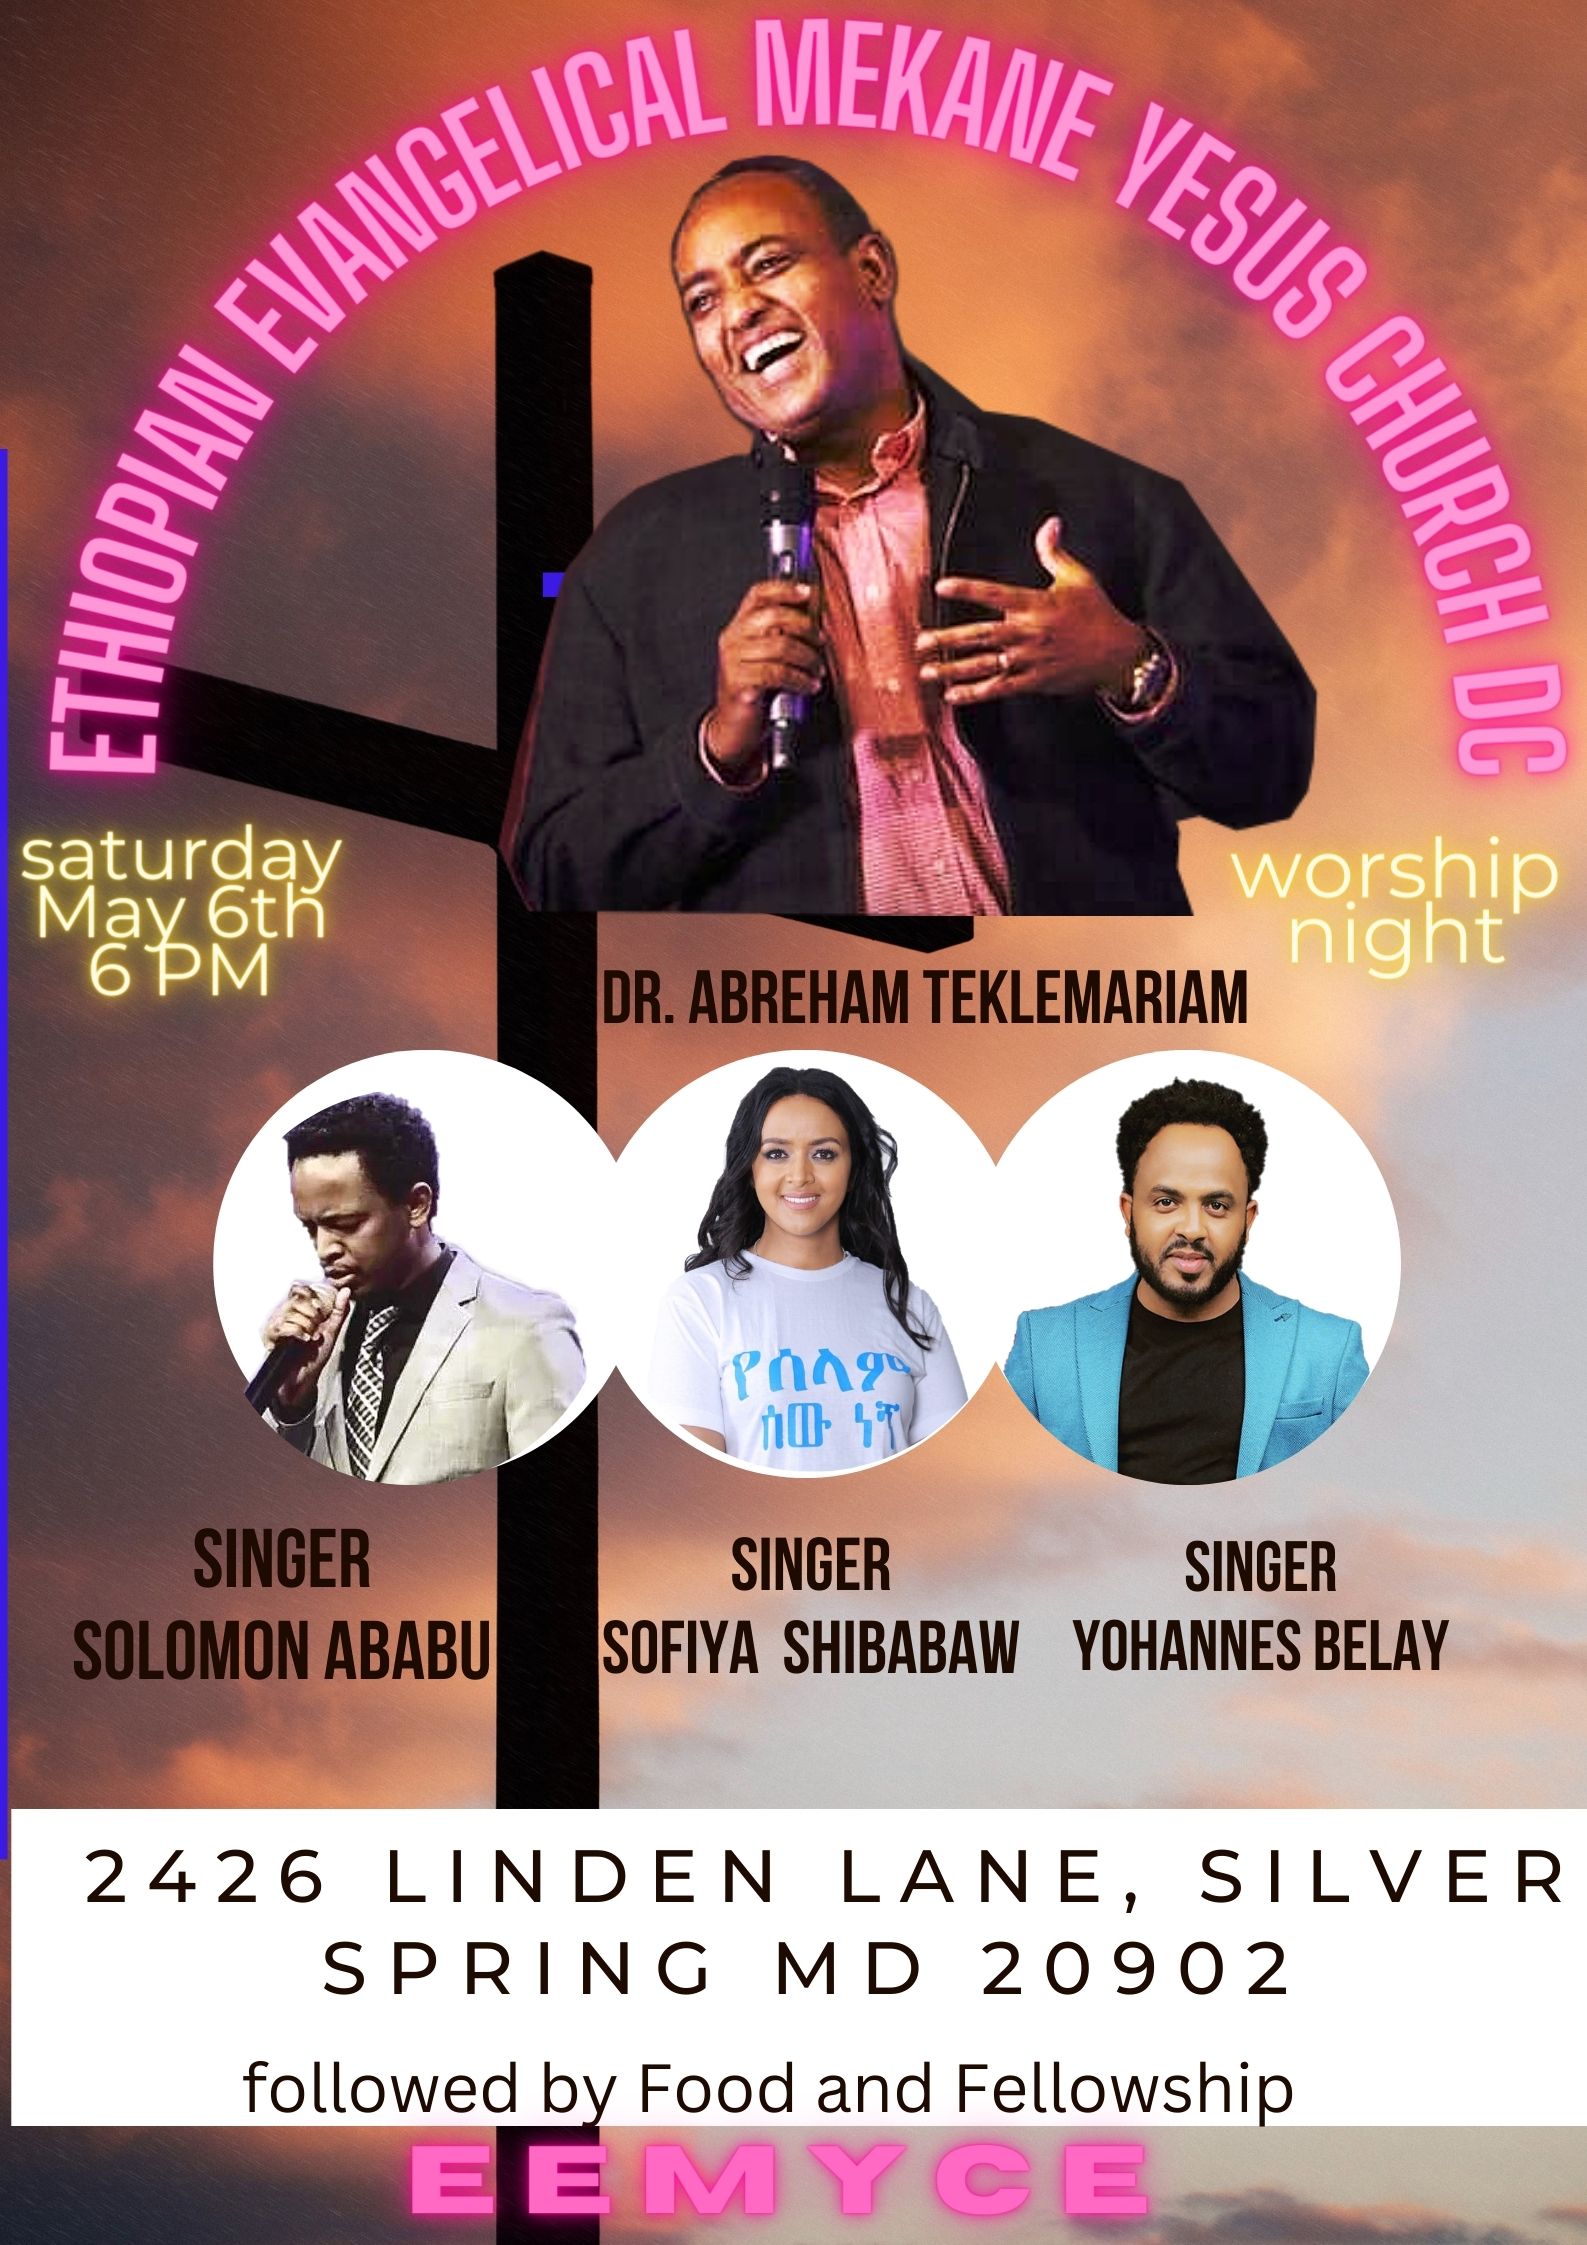 ETHIOPIAN EVANGELICAL MEKANE YESUS CHURCH DC
saturday
May 6th
6 PM
worship
night
DR. ABREHAM TEKLEMARIAM
የሰላም
ሰው ነኝ
SINGER
SOLOMON ABABU
SINGER
SOFIYA SHIBABAW
SINGER
YOHANNES BELAY
2426 LINDEN LANE, SILVER
SPRING MD 20902
followed by Food and Fellowship
EEMYCE